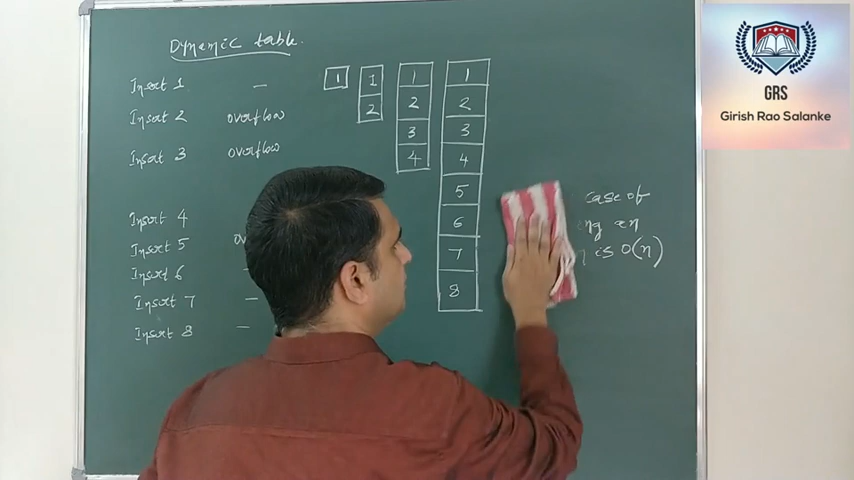 Dynamic table.
Insert 1 —
Insert 2 overflow
Insert 3 overflow
Insert 4
Insert 5
Insert 6
Insert 7 —
Insert 8 —
1
1
2
1
2
3
4
1
2
3
4
5
6
7
8
case of
an
is O(n)
GRS
Girish Rao Salanke